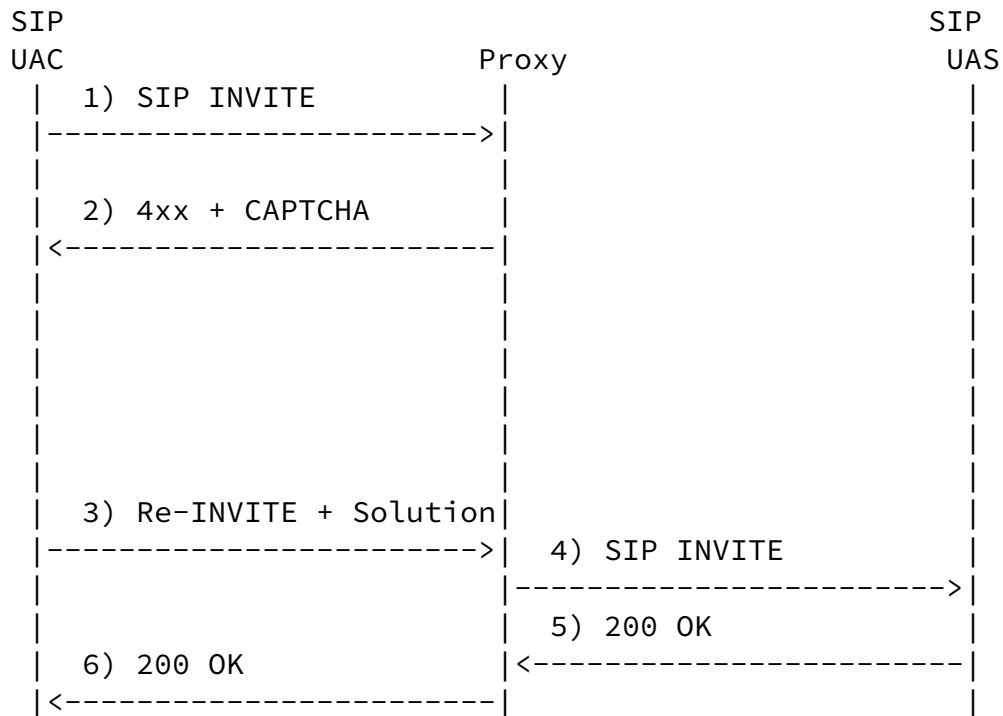 SIP SIP
UAC Proxy UAS
1) SIP INVITE
2) 4xx + CAPTCHA
3) Re-INVITE + Solution
4) SIP INVITE
5) 200 OK
6) 200 OK